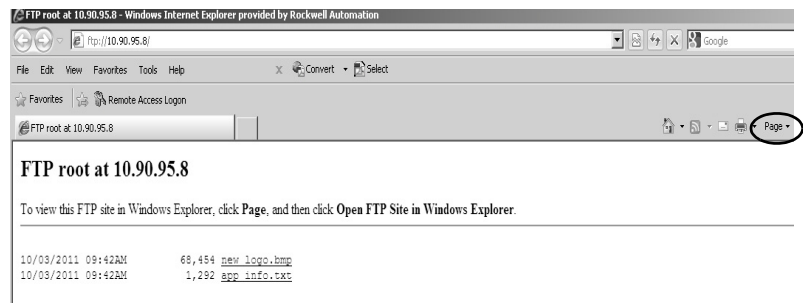 FTP root at 10.90.95.8 - Windows Internet Explorer provided by Rockwell Automation
ftp://10.90.95.8/
Google
File Edit View Favorites Tools Help x Convert Select
Favorites Remote Access Logon
FTP root at 10.90.95.8
Page
FTP root at 10.90.95.8
To view this FTP site in Windows Explorer, click Page, and then click Open FTP Site in Windows Explorer.
10/03/2011 09:42AM 68,454 new logo.bmp
10/03/2011 09:42AM 1,292 app info.txt